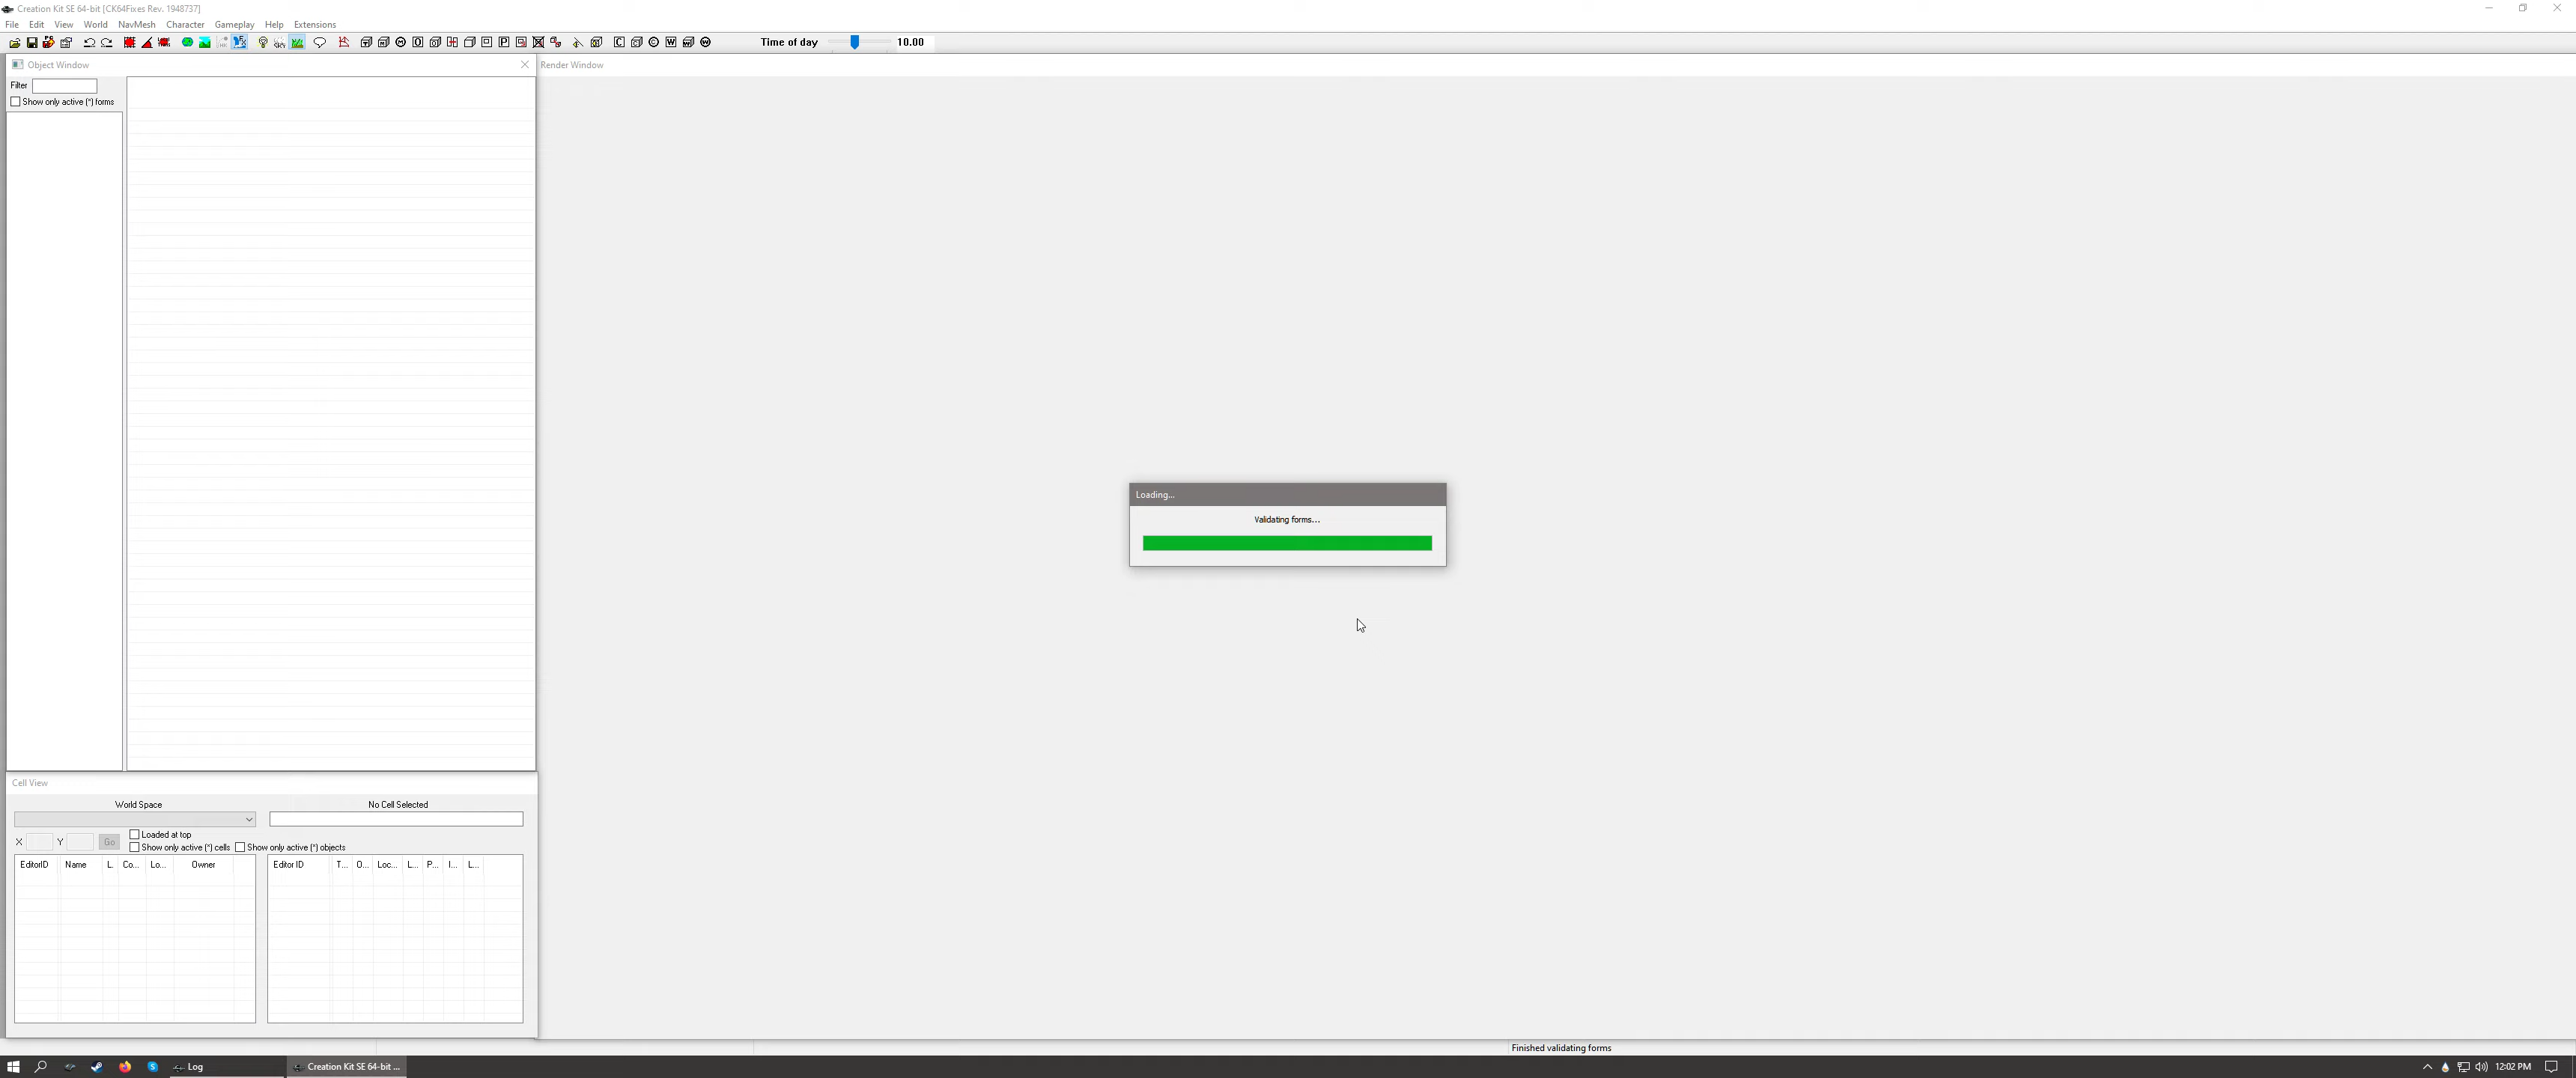 Creation Kit SE 64-bit [CK64Fixes Rev. 1948737]
File Edit View World NavMesh Character Gameplay Help Extensions
Time of day 10.00
Object Window
Render Window
Filter
Show only active (*) forms
Loading...
Validating forms...
Cell View
World Space
No Cell Selected
X Y Go
Loaded at top
Show only active (*) cells
Show only active (*) objects
EditorID Name L. Co... Lo... Owner
Editor ID T... O... Loc... L... P... I... L...
Finished validating forms
Log
Creation Kit SE 64-bit ...
12:02 PM